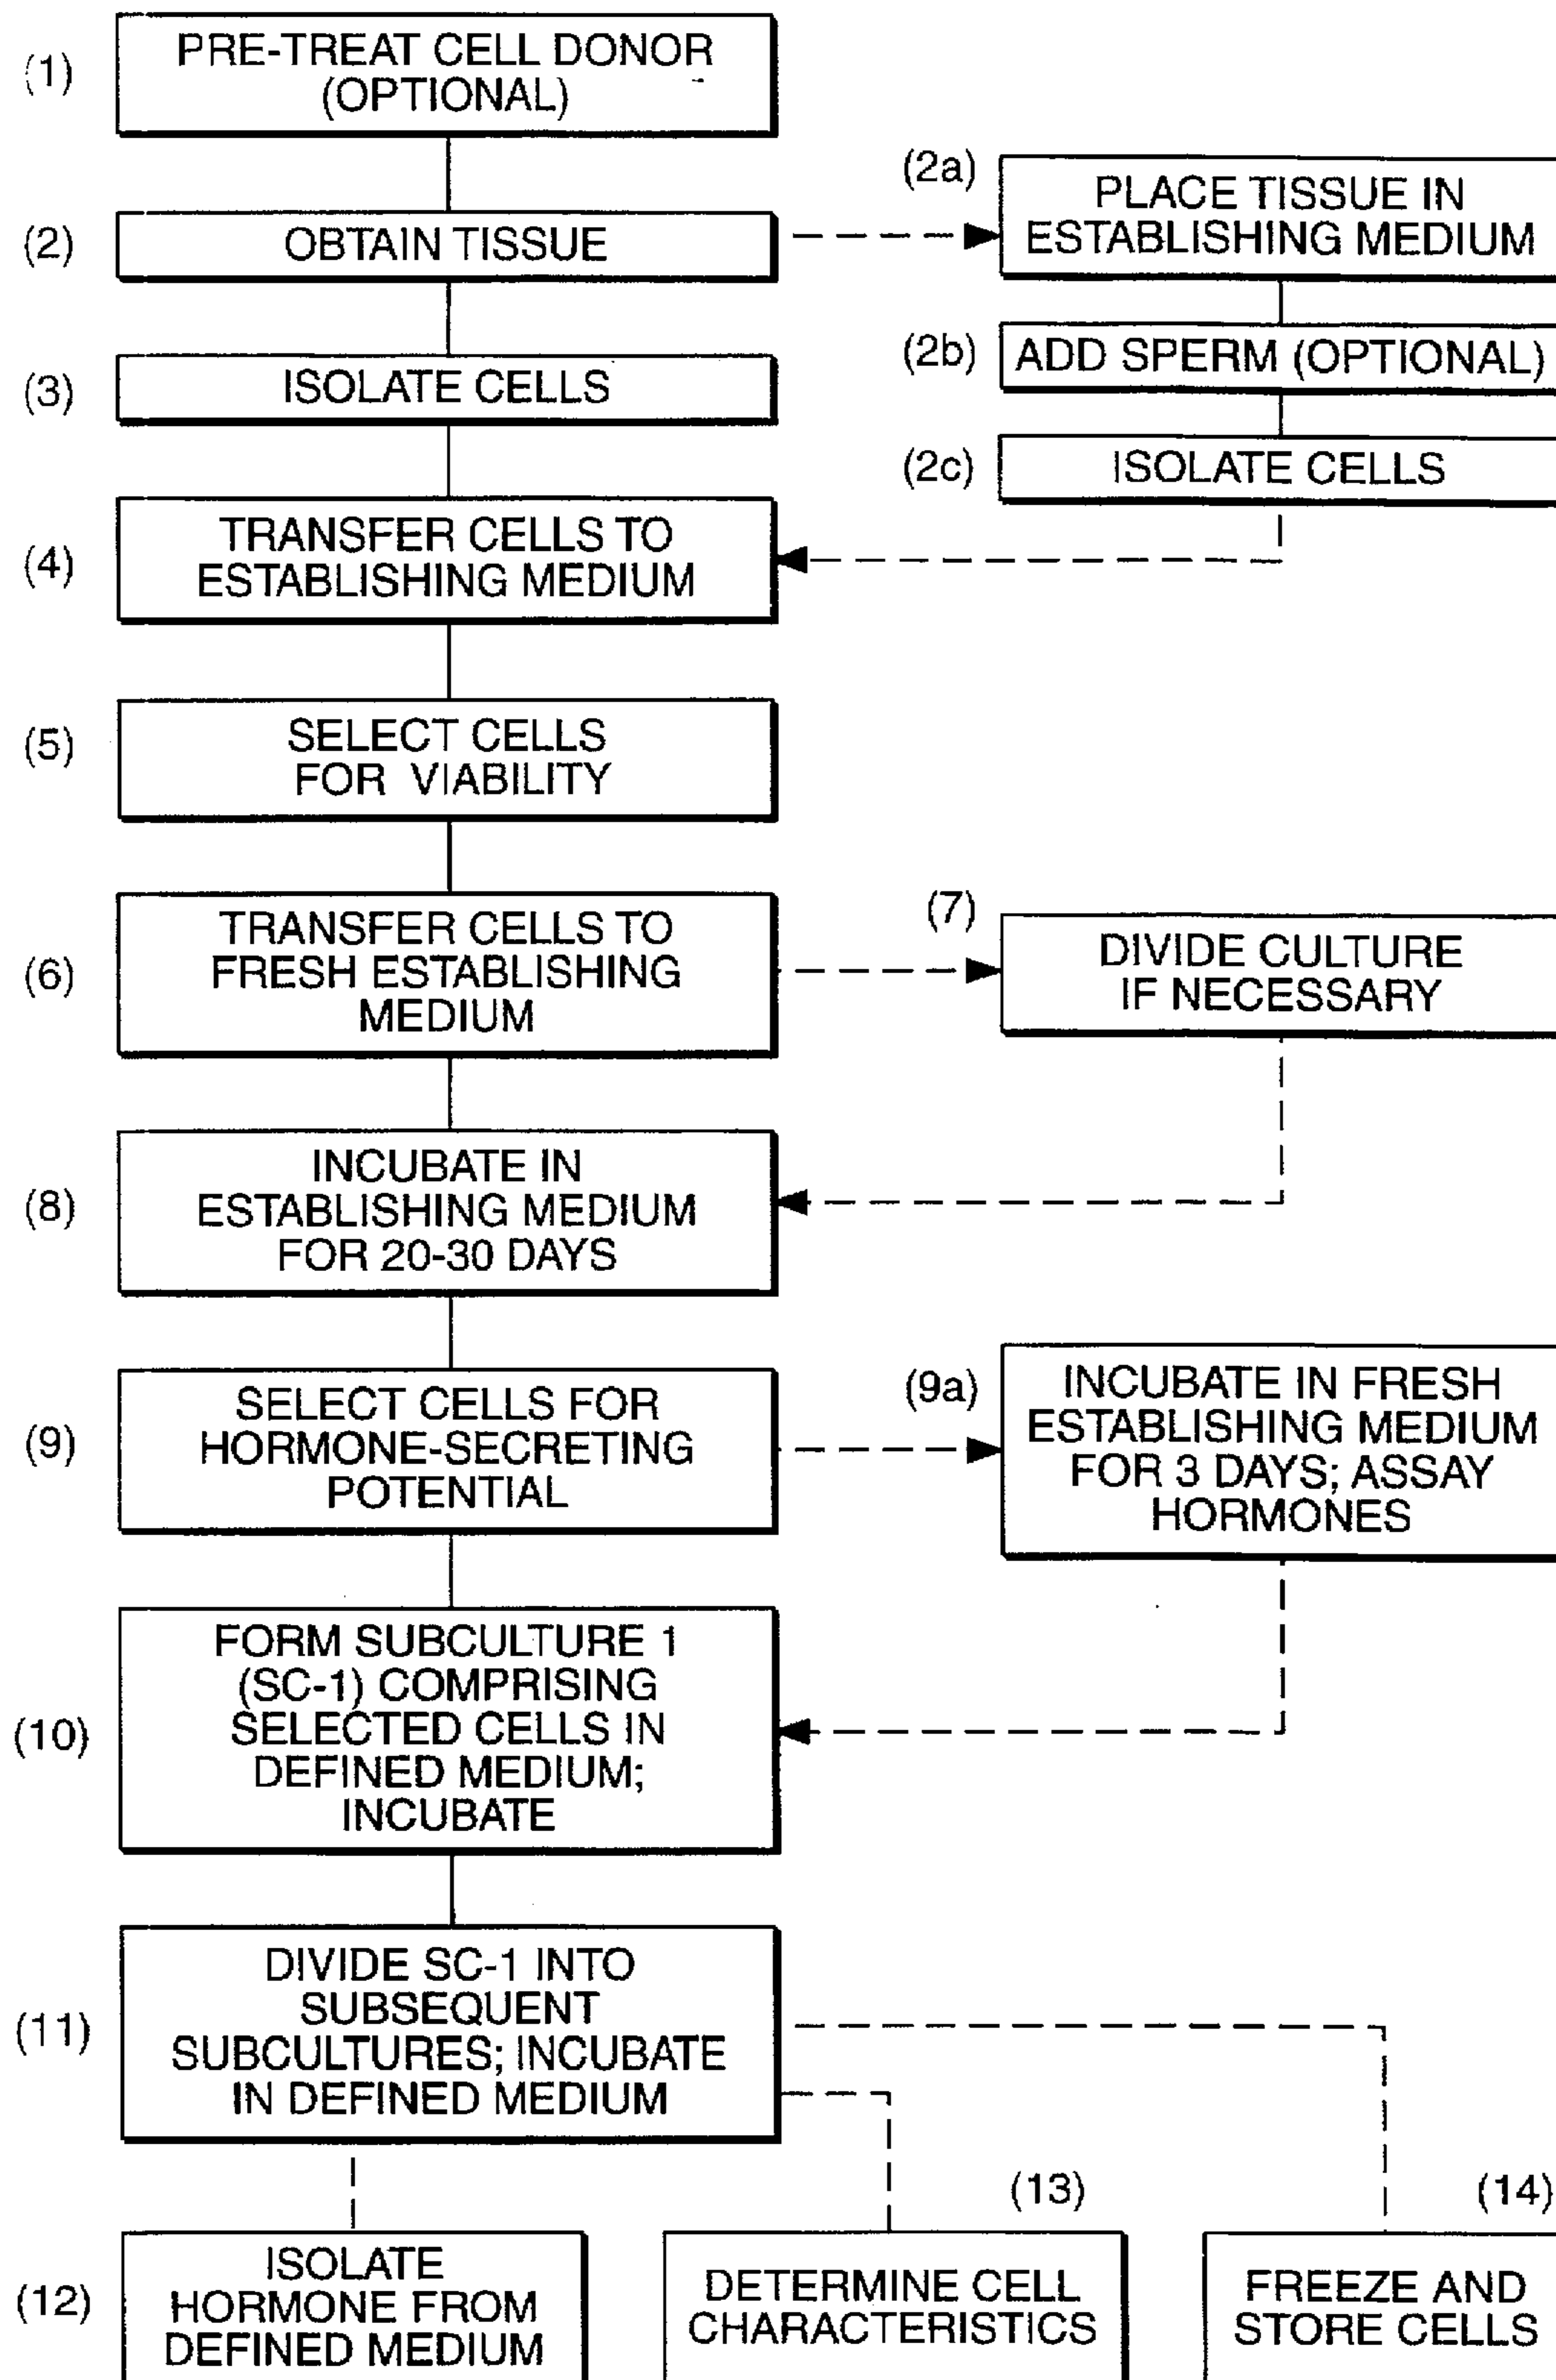 (1)
PRE-TREAT CELL DONOR
(OPTIONAL)
(2)
OBTAIN TISSUE
(2a)
PLACE TISSUE IN
ESTABLISHING MEDIUM
(2b)
ADD SPERM (OPTIONAL)
(2c)
ISOLATE CELLS
(3)
ISOLATE CELLS
(4)
TRANSFER CELLS TO
ESTABLISHING MEDIUM
(5)
SELECT CELLS
FOR VIABILITY
(6)
TRANSFER CELLS TO
FRESH ESTABLISHING
MEDIUM
(7)
DIVIDE CULTURE
IF NECESSARY
(8)
INCUBATE IN
ESTABLISHING MEDIUM
FOR 20-30 DAYS
(9)
SELECT CELLS FOR
HORMONE-SECRETING
POTENTIAL
(9a)
INCUBATE IN FRESH
ESTABLISHING MEDIUM
FOR 3 DAYS; ASSAY
HORMONES
(10)
FORM SUBCULTURE 1
(SC-1) COMPRISING
SELECTED CELLS IN
DEFINED MEDIUM;
INCUBATE
(11)
DIVIDE SC-1 INTO
SUBSEQUENT
SUBCULTURES; INCUBATE
IN DEFINED MEDIUM
(12)
ISOLATE
HORMONE FROM
DEFINED MEDIUM
(13)
DETERMINE CELL
CHARACTERISTICS
(14)
FREEZE AND
STORE CELLS